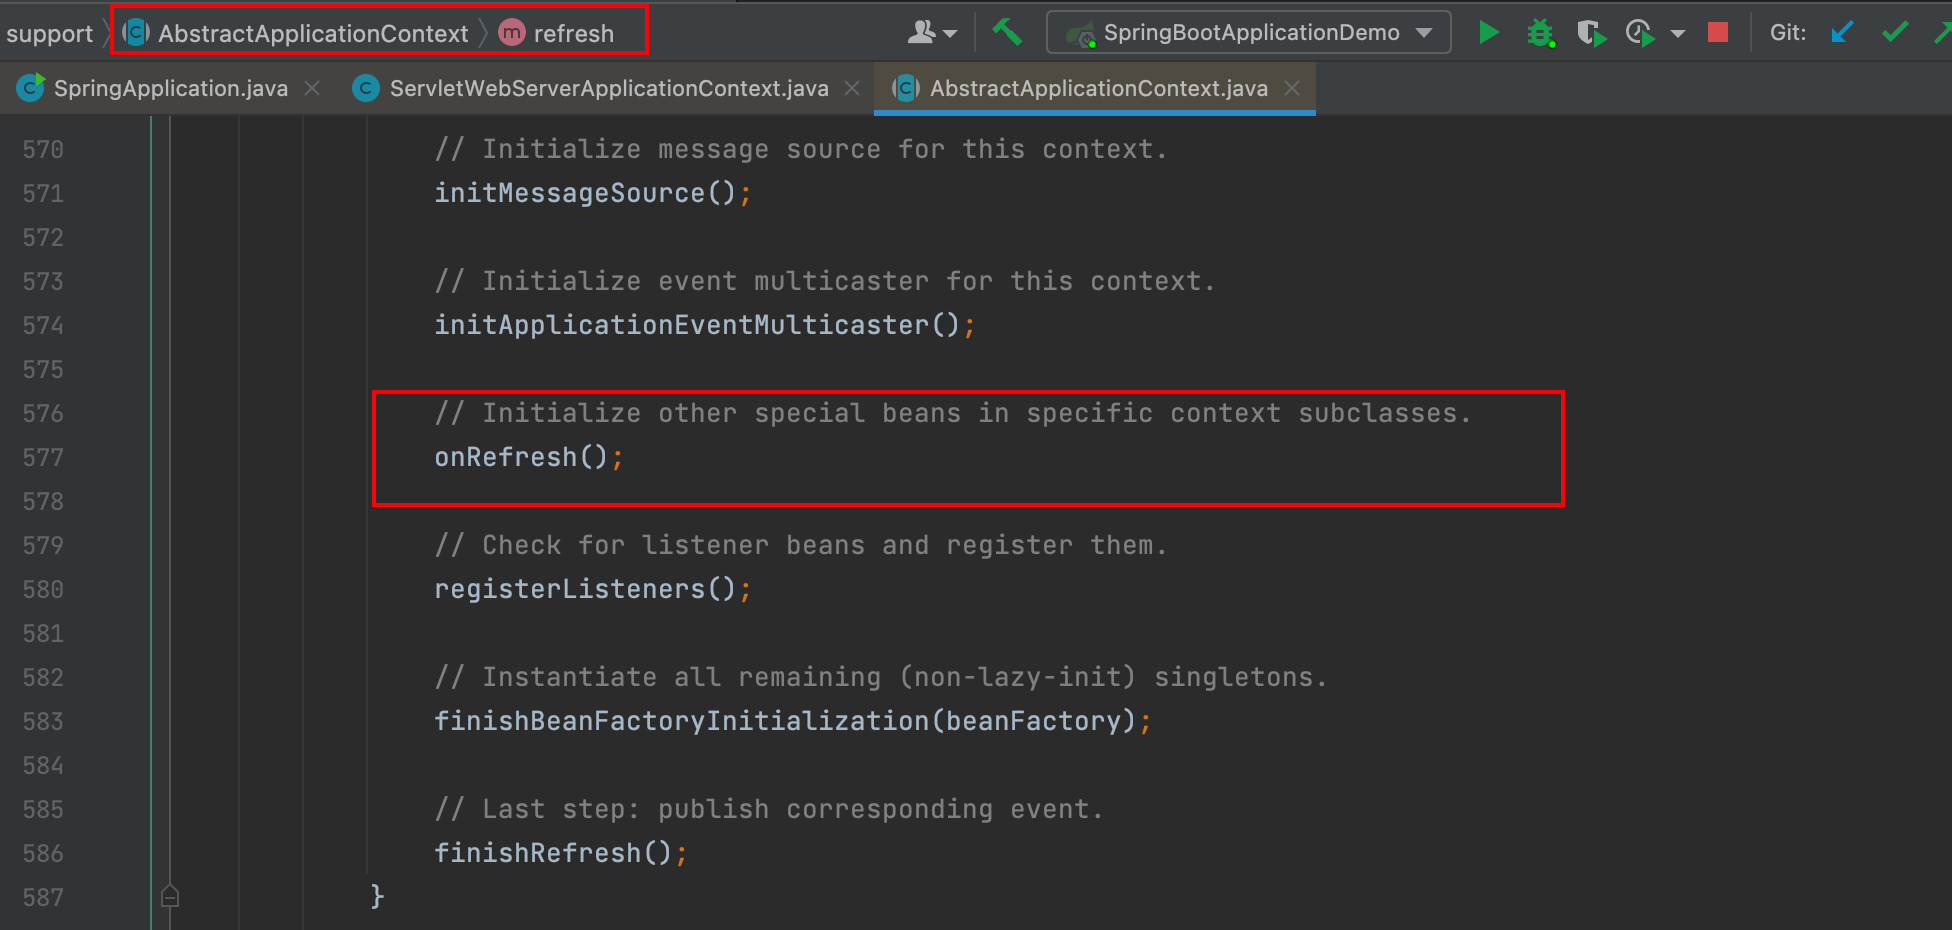 support AbstractApplicationContext m refresh SpringBootApplicationDemo Git:
C SpringApplication.java C ServletWebServerApplicationContext.java C AbstractApplicationContext.java
570 // Initialize message source for this context.
571 initMessageSource();
572
573 // Initialize event multicaster for this context.
574 initApplicationEventMulticaster();
575
576 // Initialize other special beans in specific context subclasses.
577 onRefresh();
578
579 // Check for listener beans and register them.
580 registerListeners();
581
582 // Instantiate all remaining (non-lazy-init) singletons.
583 finishBeanFactoryInitialization(beanFactory);
584
585 // Last step: publish corresponding event.
586 finishRefresh();
587 }